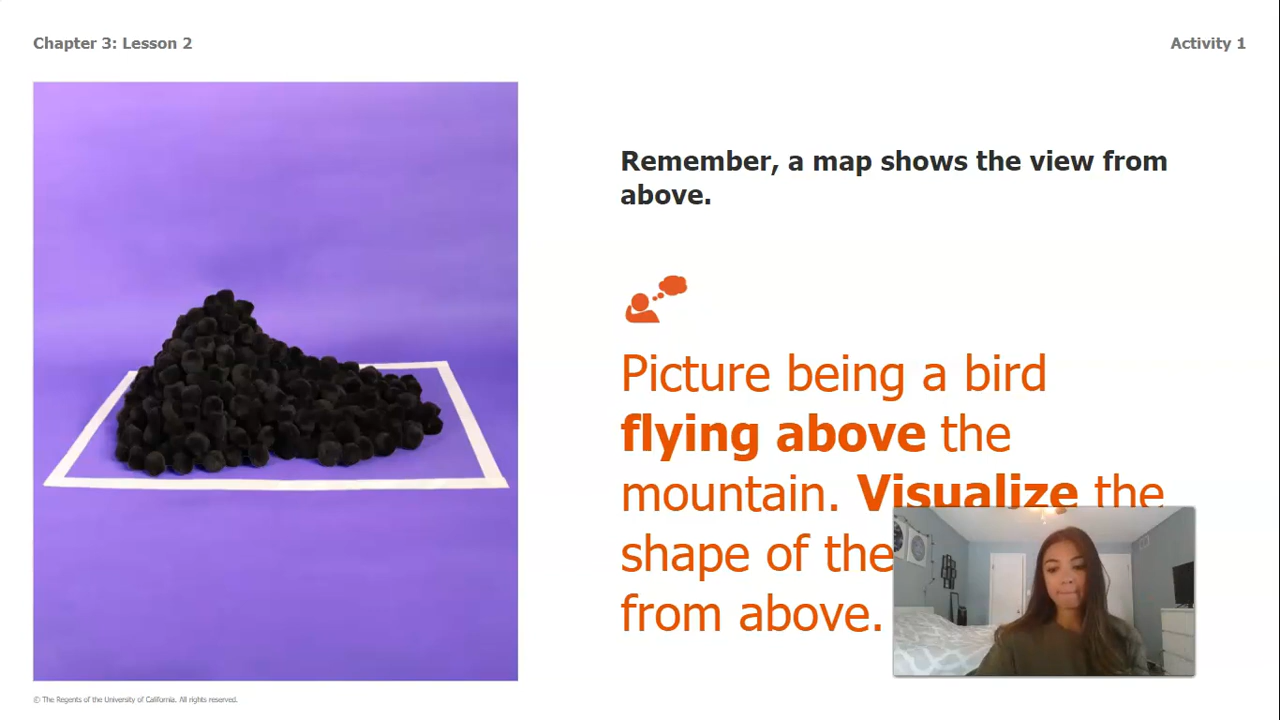 Chapter 3: Lesson 2
Activity 1
Remember, a map shows the view from
above.
Picture being a bird
flying above the
mountain. Visualize the
shape of the
from above.
© The Regents of the University of California. All rights reserved.